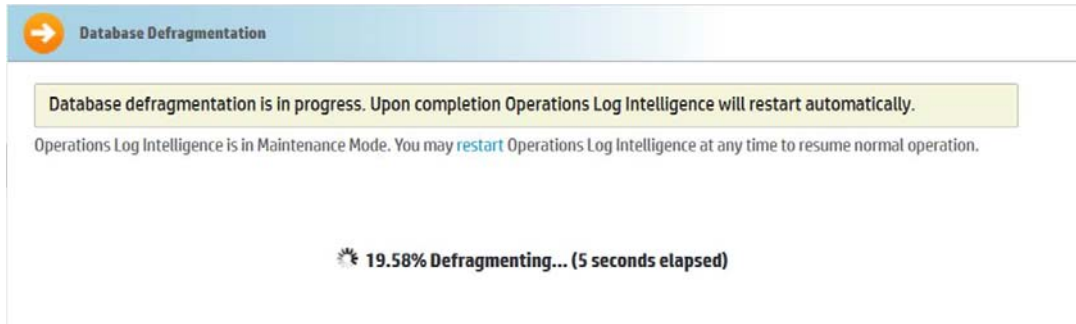 Database Defragmentation
Database defragmentation is in progress. Upon completion Operations Log Intelligence will restart automatically.
Operations Log Intelligence is in Maintenance Mode. You may restart Operations Log Intelligence at any time to resume normal operation.
19.58% Defragmenting... (5 seconds elapsed)